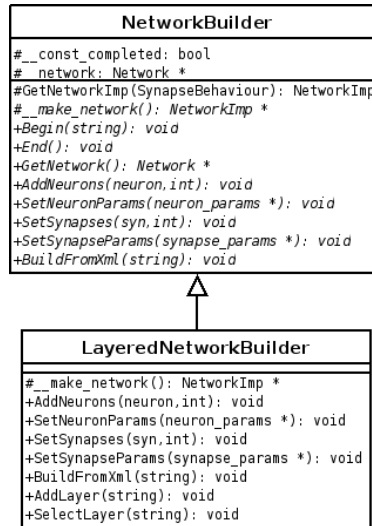 NetworkBuilder
#__const_completed: bool
#__network: Network *
#GetNetworkImp(SynapseBehaviour): NetworkImp
#__make_network(): NetworkImp *
+Begin(string): void
+End(): void
+GetNetwork(): Network *
+AddNeurons(neuron,int): void
+SetNeuronParams(neuron_params *): void
+SetSynapses(syn,int): void
+SetSynapseParams(synapse_params *): void
+BuildFromXml(string): void
LayeredNetworkBuilder
#__make_network(): NetworkImp *
+AddNeurons(neuron,int): void
+SetNeuronParams(neuron_params *): void
+SetSynapses(syn,int): void
+SetSynapseParams(synapse_params *): void
+BuildFromXml(string): void
+AddLayer(string): void
+SelectLayer(string): void